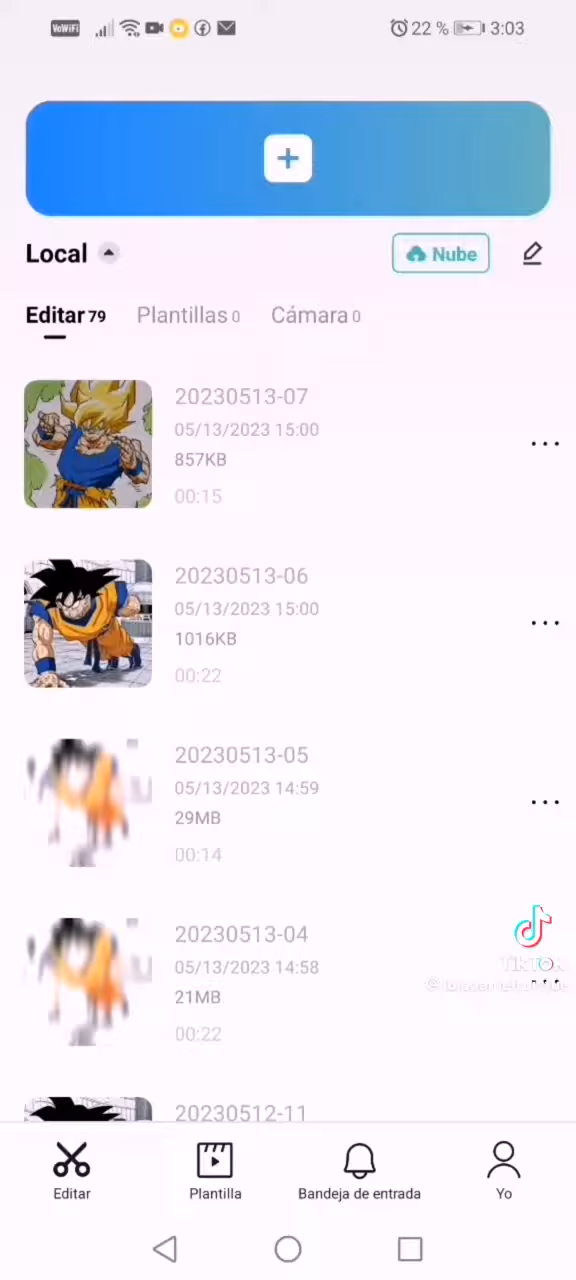 VoWiFi 22 % 3:03
Local Nube
Editar 79 Plantillas 0 Cámara 0
20230513-07
05/13/2023 15:00
857KB
00:15
20230513-06
05/13/2023 15:00
1016KB
00:22
20230513-05
05/13/2023 14:59
29MB
00:14
20230513-04
05/13/2023 14:58
21MB
00:22
TikTok
20230512-11
Editar Plantilla Bandeja de entrada Yo